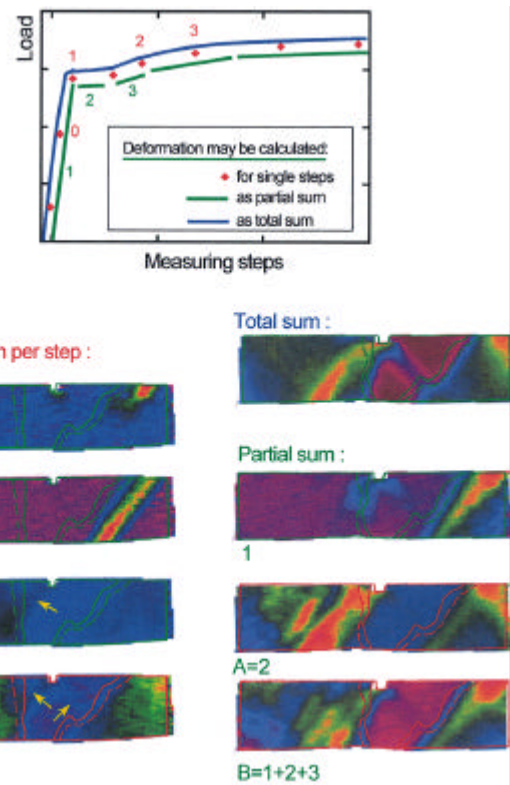 Load
1
2
3
0
1
2
3
Deformation may be calculated:
for single steps
as partial sum
as total sum
Measuring steps
Total sum :
per step :
Partial sum :
1
A=2
B=1+2+3